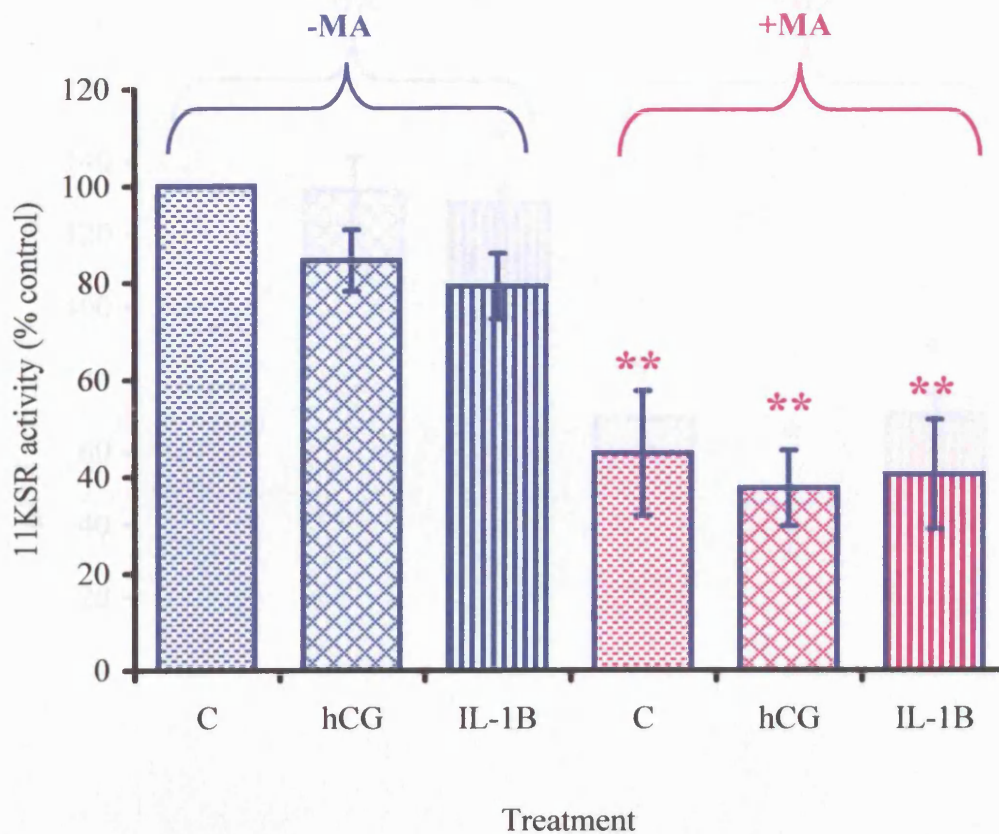 -MA
+MA
120
100
80
60
40
20
0
11KSR activity (% control)
**
**
**
C hCG IL-1B C hCG IL-1B
Treatment